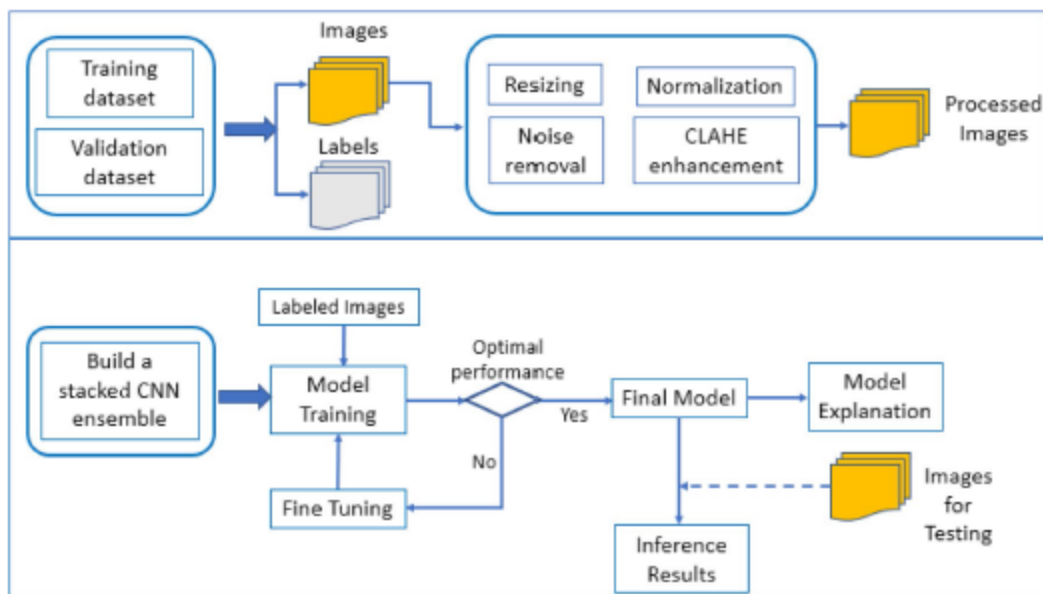 Training
dataset
Validation
dataset
Images
Labels
Resizing
Normalization
Noise
removal
CLAHE
enhancement
Processed
Images
Build a
stacked CNN
ensemble
Labeled Images
Model
Training
Fine Tuning
Optimal
performance
Yes
No
Final Model
Model
Explanation
Images
for
Testing
Inference
Results